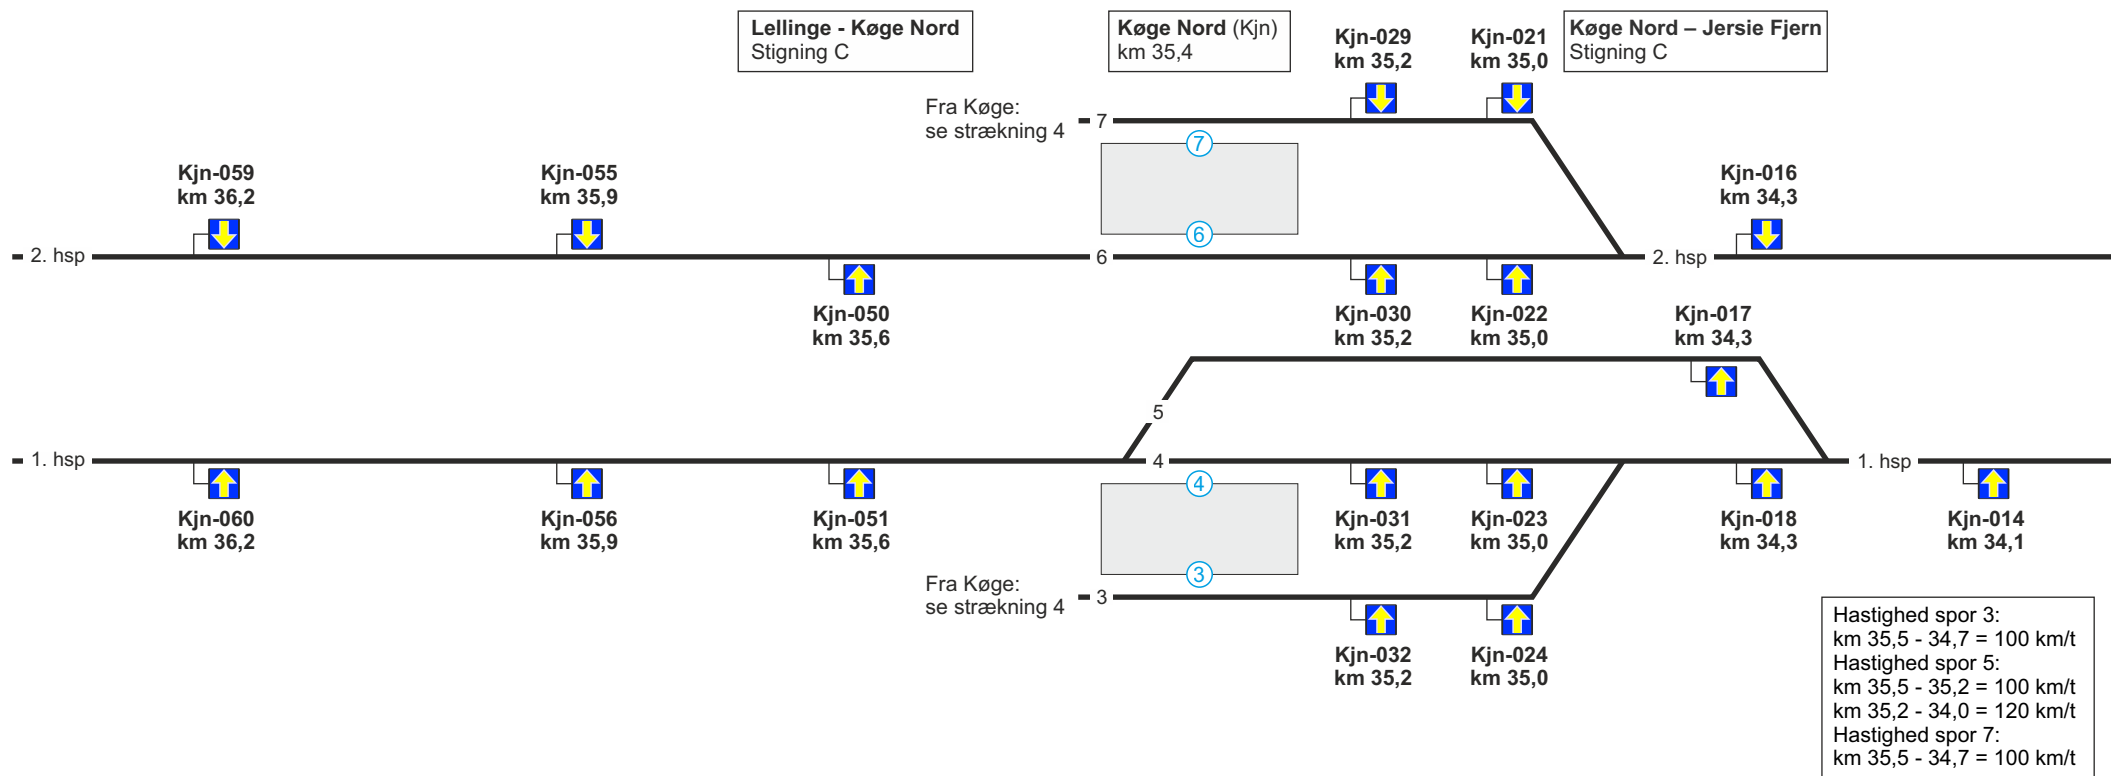 Lellinge - Køge Nord
Stigning C
Køge Nord (Kjn)
km 35,4
Kjn-029
km 35,2
Kjn-021
km 35,0
Køge Nord – Jersie Fjern
Stigning C
Fra Køge:
se strækning 4
7
7
Kjn-059
km 36,2
Kjn-055
km 35,9
Kjn-016
km 34,3
6
2. hsp
6
2. hsp
Kjn-050
km 35,6
Kjn-030
km 35,2
Kjn-022
km 35,0
Kjn-017
km 34,3
5
1. hsp
4
1. hsp
4
Kjn-060
km 36,2
Kjn-056
km 35,9
Kjn-051
km 35,6
Kjn-031
km 35,2
Kjn-023
km 35,0
Kjn-018
km 34,3
Kjn-014
km 34,1
3
Fra Køge:
se strækning 4
3
Kjn-032
km 35,2
Kjn-024
km 35,0
Hastighed spor 3:
km 35,5 - 34,7 = 100 km/t
Hastighed spor 5:
km 35,5 - 35,2 = 100 km/t
km 35,2 - 34,0 = 120 km/t
Hastighed spor 7:
km 35,5 - 34,7 = 100 km/t